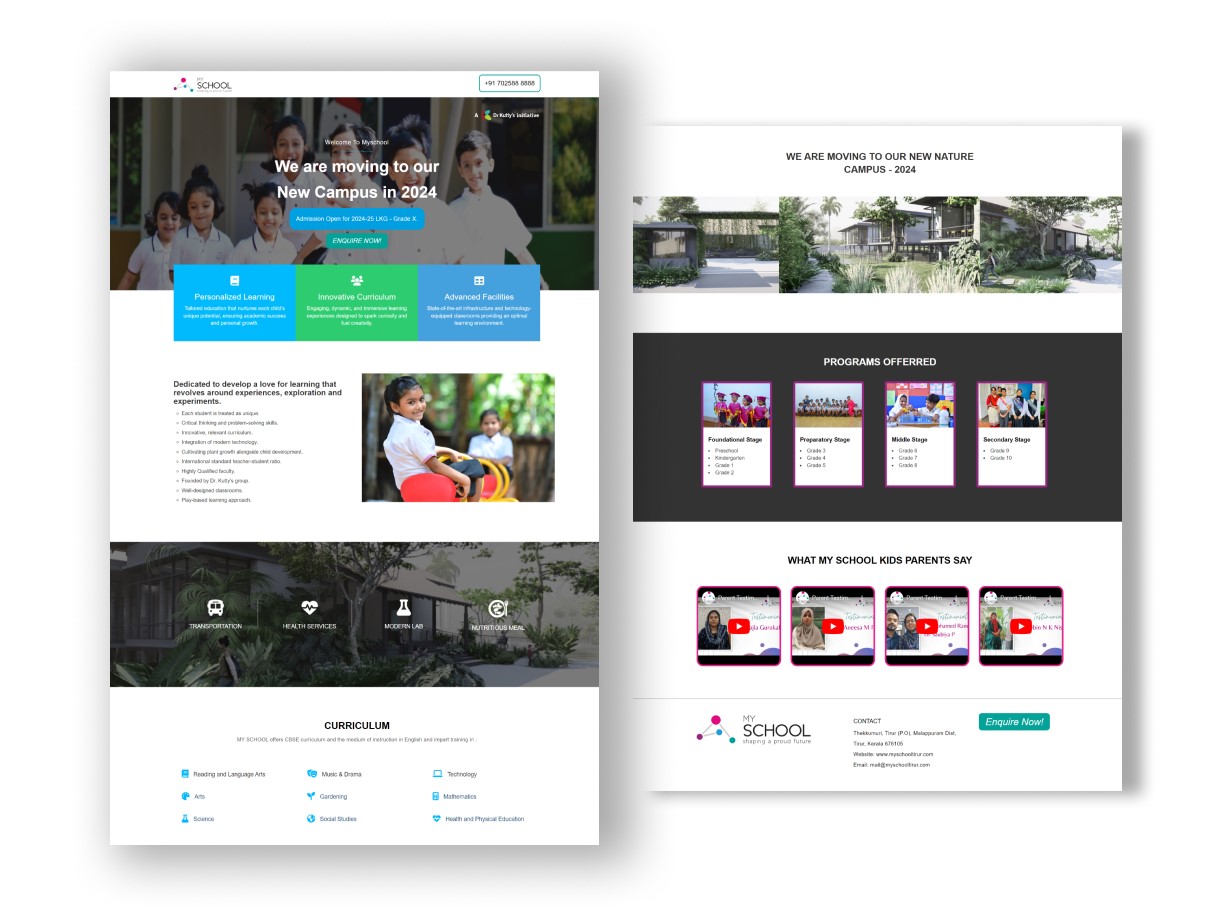 MY
SCHOOL
shaping a proud future
+91 702588 8888
A Dr Kutty's Initiative
Welcome To Myschool
We are moving to our
New Campus in 2024
Admission Open for 2024-25 LKG - Grade X.
ENQUIRE NOW!
Personalized Learning
Tailored education that nurtures each child's
unique potential, ensuring academic success
and personal growth.
Innovative Curriculum
Engaging, dynamic, and immersive learning
experiences designed to spark curiosity and
fuel creativity.
Advanced Facilities
State-of-the-art infrastructure and technology-
equipped classrooms providing an optimal
learning environment.
Dedicated to develop a love for learning that
revolves around experiences, exploration and
experiments.
Each student is treated as unique.
Critical thinking and problem-solving skills.
Innovative, relevant curriculum.
Integration of modern technology.
Cultivating plant growth alongside child development.
International standard teacher-student ratio.
Highly Qualified faculty.
Founded by Dr. Kutty's group.
Well-designed classrooms.
Play-based learning approach.
TRANSPORTATION
HEALTH SERVICES
MODERN LAB
NUTRITIOUS MEAL
CURRICULUM
MY SCHOOL offers CBSE curriculum and the medium of instruction in English and impart training in .
Reading and Language Arts
Music & Drama
Technology
Arts
Gardening
Mathematics
Science
Social Studies
Health and Physical Education
WE ARE MOVING TO OUR NEW NATURE
CAMPUS - 2024
PROGRAMS OFFERRED
Foundational Stage
Preschool
Kindergarten
Grade 1
Grade 2
Preparatory Stage
Grade 3
Grade 4
Grade 5
Middle Stage
Grade 6
Grade 7
Grade 8
Secondary Stage
Grade 9
Grade 10
WHAT MY SCHOOL KIDS PARENTS SAY
Parent Testim...
Testimonial
Gurukal
Parent Testim...
Testimonial
Aneesa M
Parent Testim...
Testimonial
Parent Testim...
Testimonial
N K Nis
MY
SCHOOL
shaping a proud future
CONTACT
Thekkumuri, Tirur (P.O), Malappuram Dist,
Tirur, Kerala 676105
Website: www.myschooltirur.com
Email: mail@myschooltirur.com
Enquire Now!